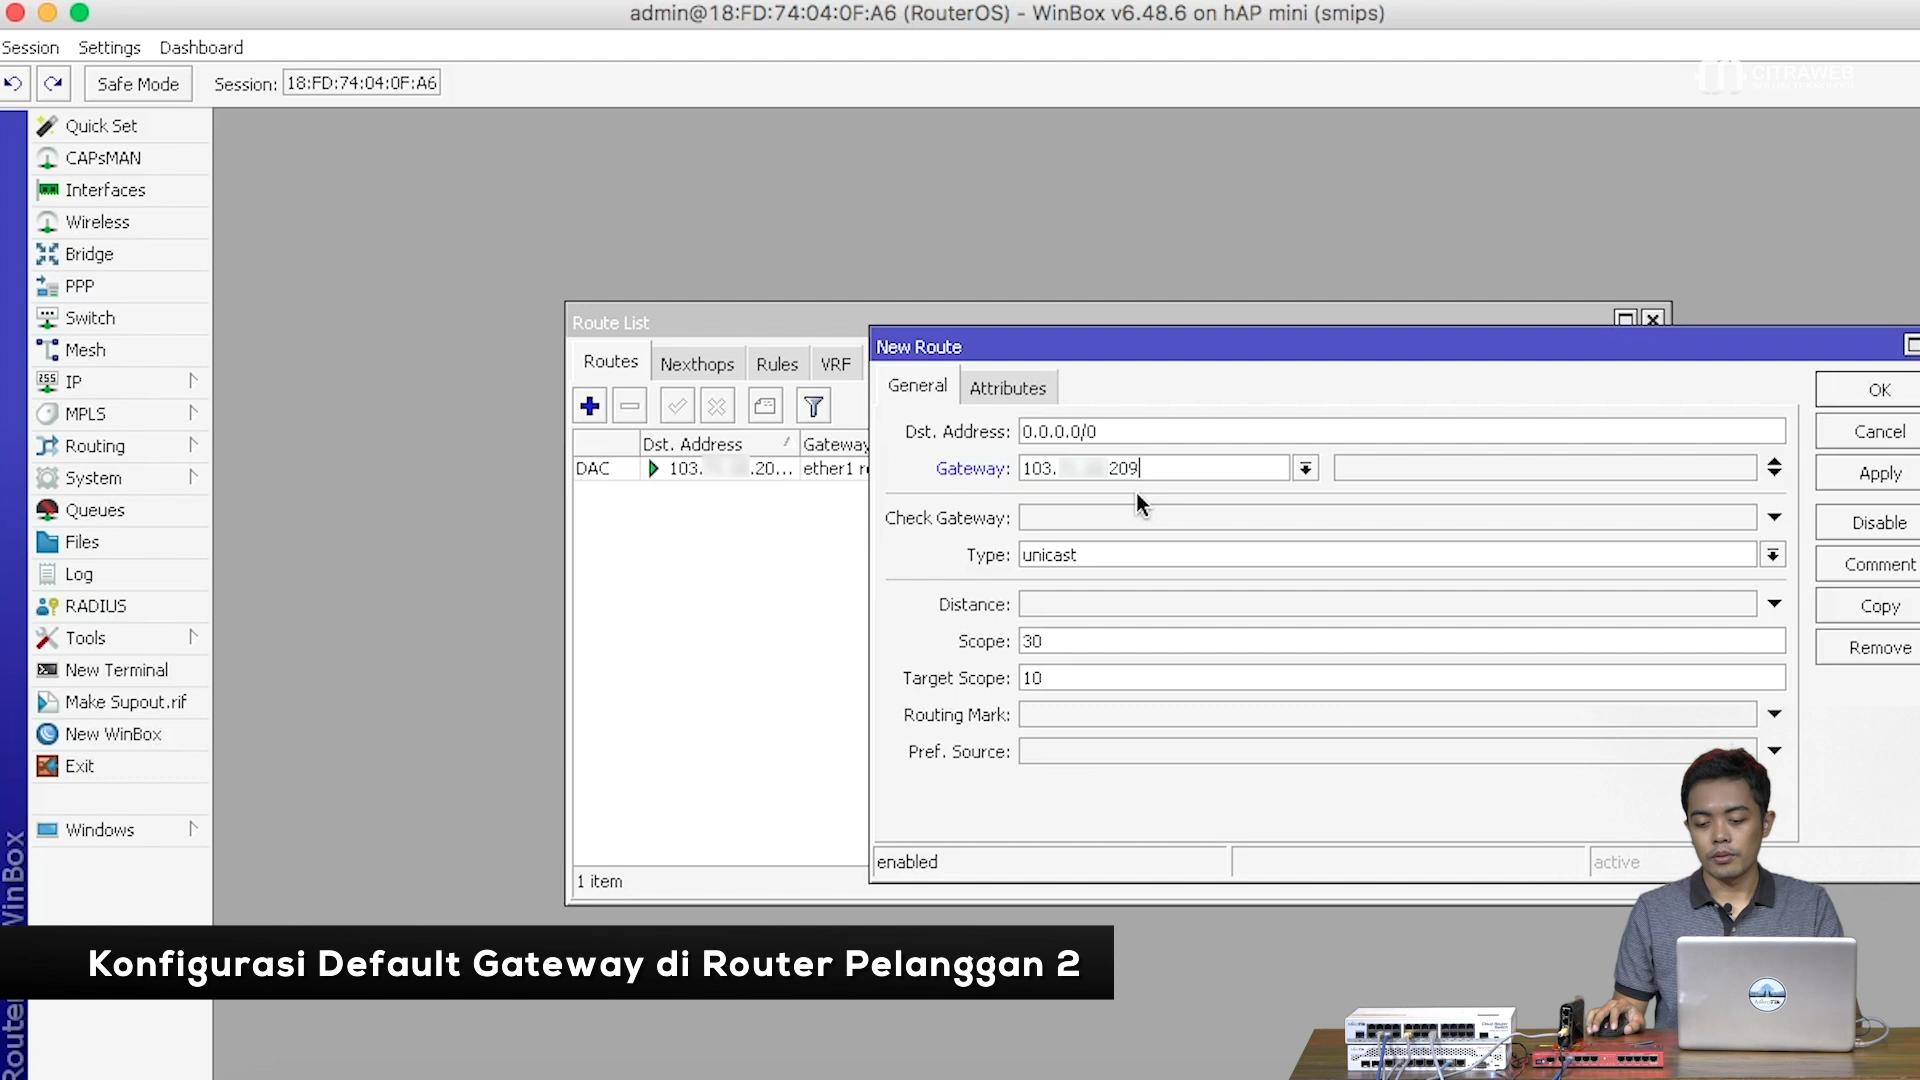 admin@18:FD:74:04:0F:A6 (RouterOS) - WinBox v6.48.6 on hAP mini (smips)
Session Settings Dashboard
Safe Mode Session: 18:FD:74:04:0F:A6
CITRAWEB
Quick Set
CAPsMAN
Interfaces
Wireless
Bridge
PPP
Switch
Mesh
IP
MPLS
Routing
System
Queues
Files
Log
RADIUS
Tools
New Terminal
Make Supout.rif
New WinBox
Exit
Windows
Route List
Routes Nexthops Rules VRF
Dst. Address Gateway
DAC 103. .20... ether1 r
1 item
New Route
General Attributes
Dst. Address: 0.0.0.0/0
Gateway: 103. 209
Check Gateway:
Type: unicast
Distance:
Scope: 30
Target Scope: 10
Routing Mark:
Pref. Source:
enabled active
OK
Cancel
Apply
Disable
Comment
Copy
Remove
Konfigurasi Default Gateway di Router Pelanggan 2